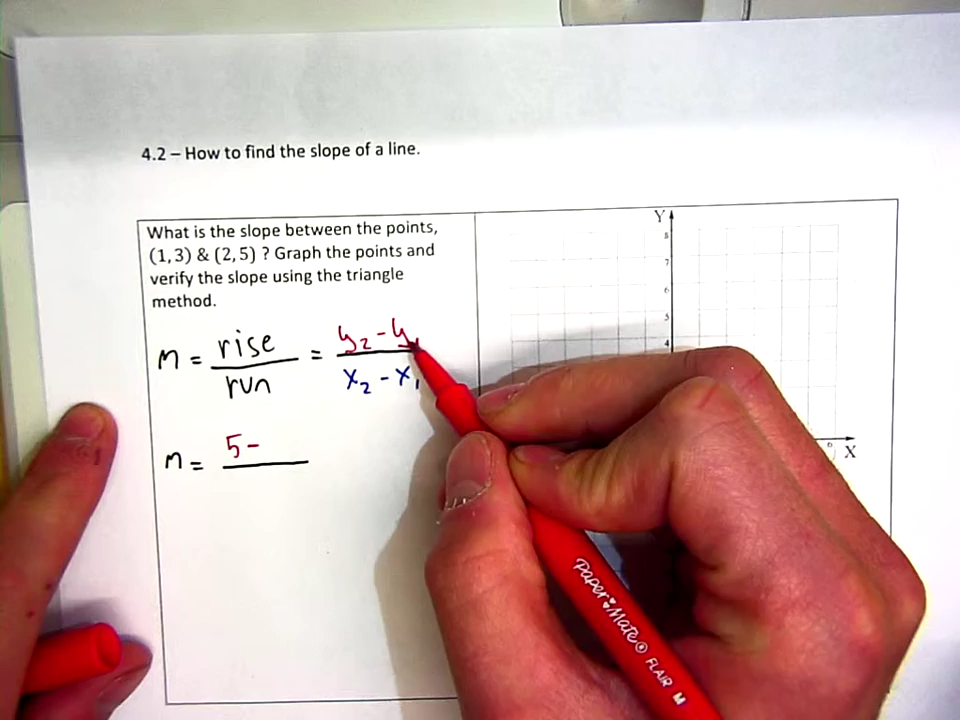 4.2 – How to find the slope of a line.
What is the slope between the points,
(1, 3) & (2, 5) ? Graph the points and
verify the slope using the triangle
method.
m = rise/run = y₂ - y₁/x₂ - x₁
m = 5 -
Y
8
7
6
5
4
6
X
Paper♥Mate® FLAIR M